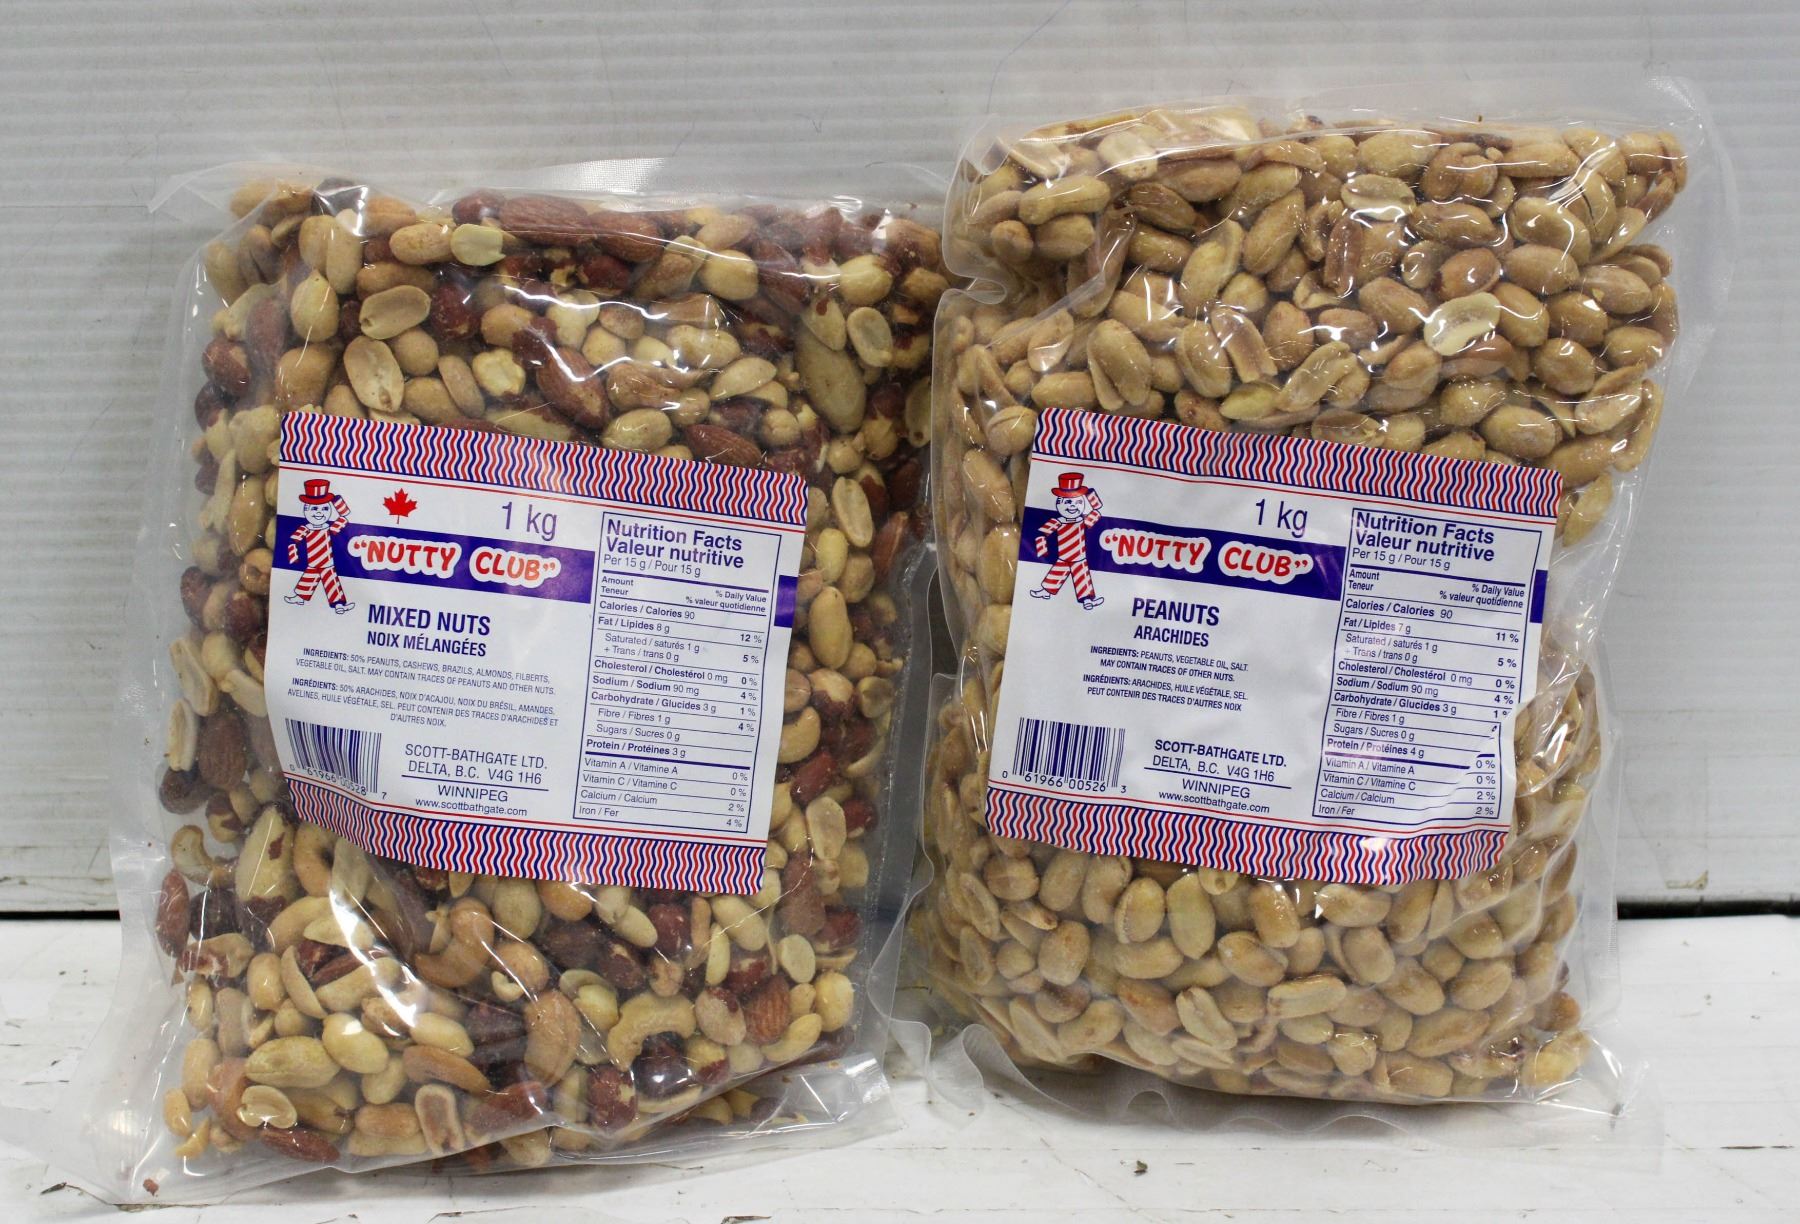 1 kg
"NUTTY CLUB"
MIXED NUTS
NOIX MÉLANGÉES
INGREDIENTS: 50% PEANUTS, CASHEWS, BRAZILS, ALMONDS, FILBERTS,
VEGETABLE OIL, SALT. MAY CONTAIN TRACES OF PEANUTS AND OTHER NUTS.
INGRÉDIENTS: 50% ARACHIDES, NOIX D'ACAJOU, NOIX DU BRÉSIL, AMANDES,
AVELINES, HUILE VÉGÉTALE, SEL. PEUT CONTENIR DES TRACES D'ARACHIDES ET
D'AUTRES NOIX.
0 61966 00528 7
SCOTT-BATHGATE LTD.
DELTA, B.C. V4G 1H6
WINNIPEG
www.scottbathgate.com
Nutrition Facts
Valeur nutritive
Per 15 g / Pour 15 g
Amount
Teneur
% Daily Value
% valeur quotidienne
Calories / Calories 90
Fat / Lipides 8 g 12 %
Saturated / saturés 1 g
+ Trans / trans 0 g 5 %
Cholesterol / Cholestérol 0 mg 0 %
Sodium / Sodium 90 mg 4 %
Carbohydrate / Glucides 3 g 1 %
Fibre / Fibres 1 g 4 %
Sugars / Sucres 0 g
Protein / Protéines 3 g
Vitamin A / Vitamine A 0 %
Vitamin C / Vitamine C 0 %
Calcium / Calcium 2 %
Iron / Fer 4 %
1 kg
"NUTTY CLUB"
PEANUTS
ARACHIDES
INGREDIENTS: PEANUTS, VEGETABLE OIL, SALT.
MAY CONTAIN TRACES OF OTHER NUTS.
INGRÉDIENTS: ARACHIDES, HUILE VÉGÉTALE, SEL.
PEUT CONTENIR DES TRACES D'AUTRES NOIX
0 61966 00526 3
SCOTT-BATHGATE LTD.
DELTA, B.C. V4G 1H6
WINNIPEG
www.scottbathgate.com
Nutrition Facts
Valeur nutritive
Per 15 g / Pour 15 g
Amount
Teneur
% Daily Value
% valeur quotidienne
Calories / Calories 90
Fat / Lipides 7 g 11 %
Saturated / saturés 1 g
+ Trans / trans 0 g 5 %
Cholesterol / Cholestérol 0 mg 0 %
Sodium / Sodium 90 mg 4 %
Carbohydrate / Glucides 3 g 1 %
Fibre / Fibres 1 g
Sugars / Sucres 0 g
Protein / Protéines 4 g
Vitamin A / Vitamine A 0 %
Vitamin C / Vitamine C 0 %
Calcium / Calcium 2 %
Iron / Fer 2 %